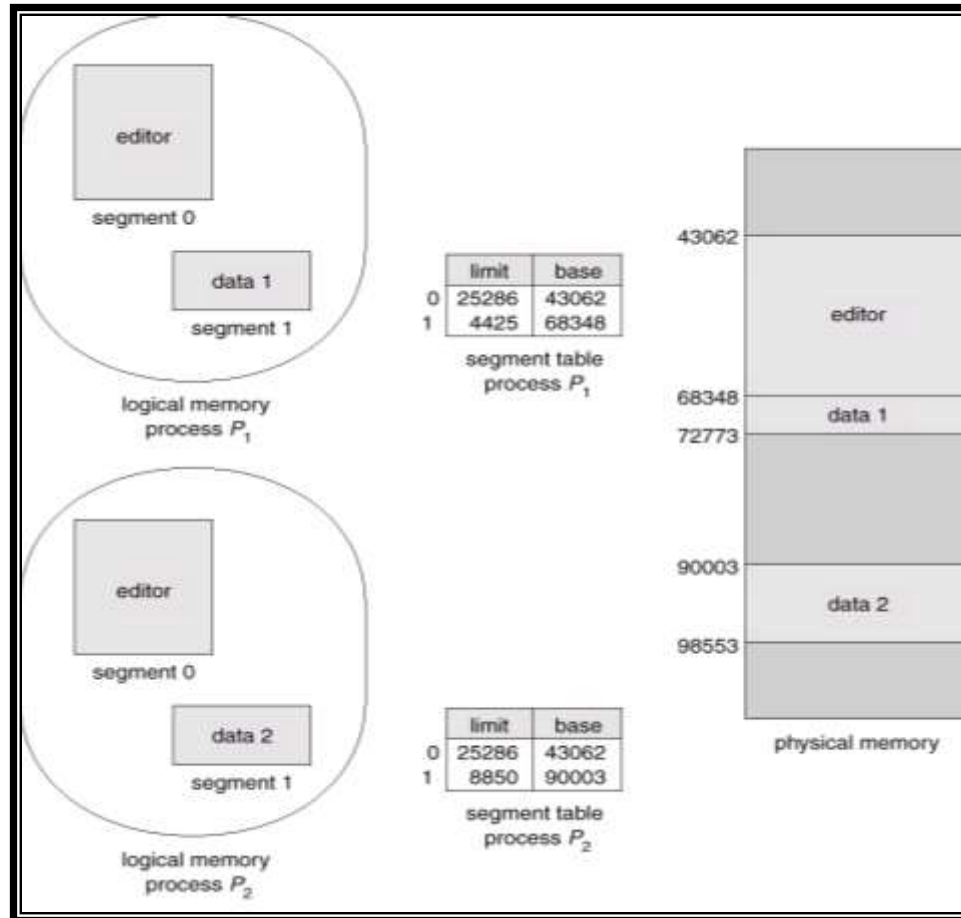 editor
segment 0
data 1
segment 1
logical memory
process P1
limit base
0 25286 43062
1 4425 68348
segment table
process P1
editor
segment 0
data 2
segment 1
logical memory
process P2
limit base
0 25286 43062
1 8850 90003
segment table
process P2
43062
editor
68348
data 1
72773
90003
data 2
98553
physical memory